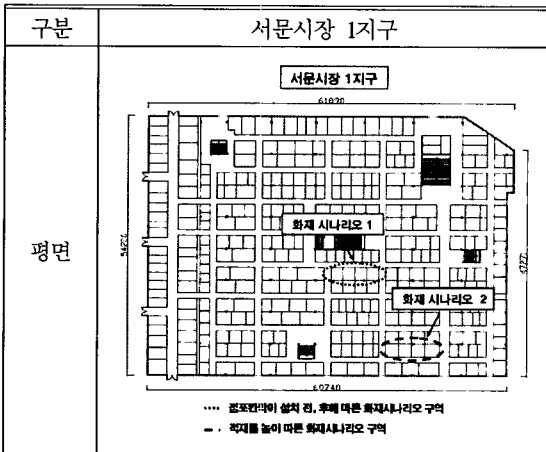 구분
서문시장 1지구
평면
서문시장 1지구
61820
54220
화재 시나리오 1
화재 시나리오 2
60740
점포칸막이 설치 전, 후에 따른 화재시나리오 구역
적재물 높이 따른 화재시나리오 구역